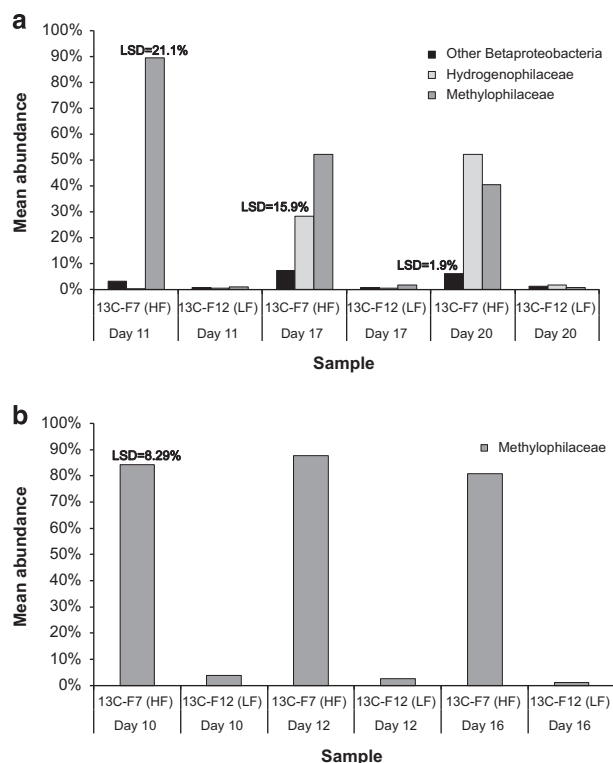 a
100%
90%
80%
70%
60%
50%
40%
30%
20%
10%
0%
Mean abundance
LSD=21.1%
LSD=15.9%
LSD=1.9%
Other Betaproteobacteria
Hydrogenophilaceae
Methylophilaceae
13C-F7 (HF) 13C-F12 (LF) 13C-F7 (HF) 13C-F12 (LF) 13C-F7 (HF) 13C-F12 (LF)
Day 11 Day 11 Day 17 Day 17 Day 20 Day 20
Sample
b
100%
90%
80%
70%
60%
50%
40%
30%
20%
10%
0%
Mean abundance
LSD=8.29%
Methylophilaceae
13C-F7 (HF) 13C-F12 (LF) 13C-F7 (HF) 13C-F12 (LF) 13C-F7 (HF) 13C-F12 (LF)
Day 10 Day 10 Day 12 Day 12 Day 16 Day 16
Sample